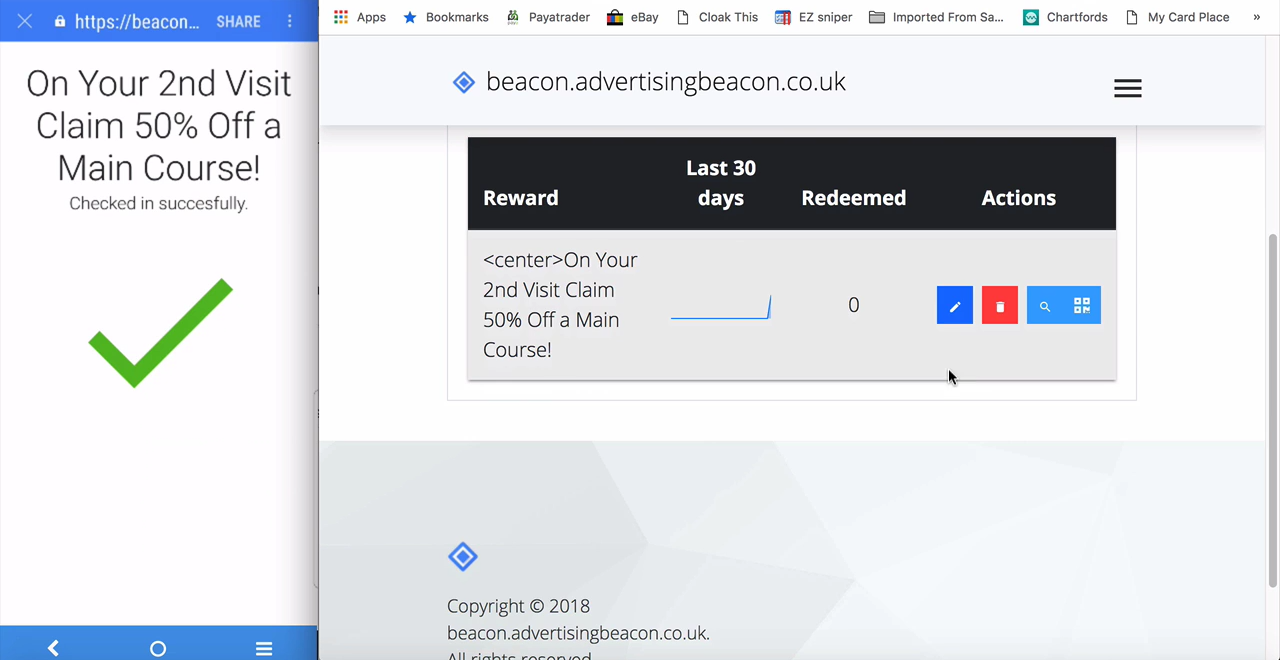 https://beacon... SHARE
On Your 2nd Visit
Claim 50% Off a
Main Course!
Checked in succesfully.
Apps Bookmarks Payatrader eBay Cloak This EZ sniper Imported From Sa... Chartfords My Card Place »
beacon.advertisingbeacon.co.uk
Last 30
Reward days Redeemed Actions
<center>On Your
2nd Visit Claim
50% Off a Main
Course!
0
Copyright © 2018
beacon.advertisingbeacon.co.uk.
All rights reserved